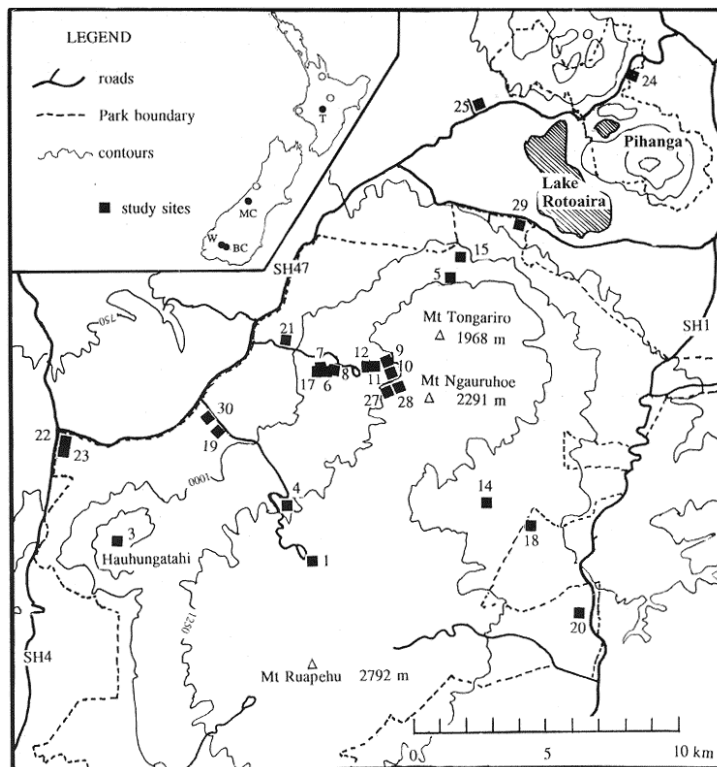 LEGEND
roads
Park boundary
contours
study sites
T
MC
W
BC
24
25
Pihanga
Lake
Rotoaira
29
SH47
15
5
750
Mt Tongariro
1968 m
SH1
21
7
12
9
10
17
6
8
11
Mt Ngauruhoe
2291 m
27
28
30
19
22
23
1000
4
14
3
Hauhungatahi
18
1
1250
20
SH4
Mt Ruapehu 2792 m
0
5
10 km